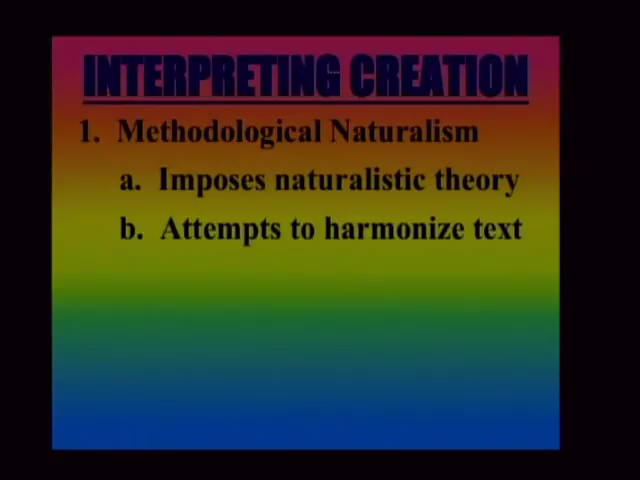 INTERPRETING CREATION
1. Methodological Naturalism
a. Imposes naturalistic theory
b. Attempts to harmonize text